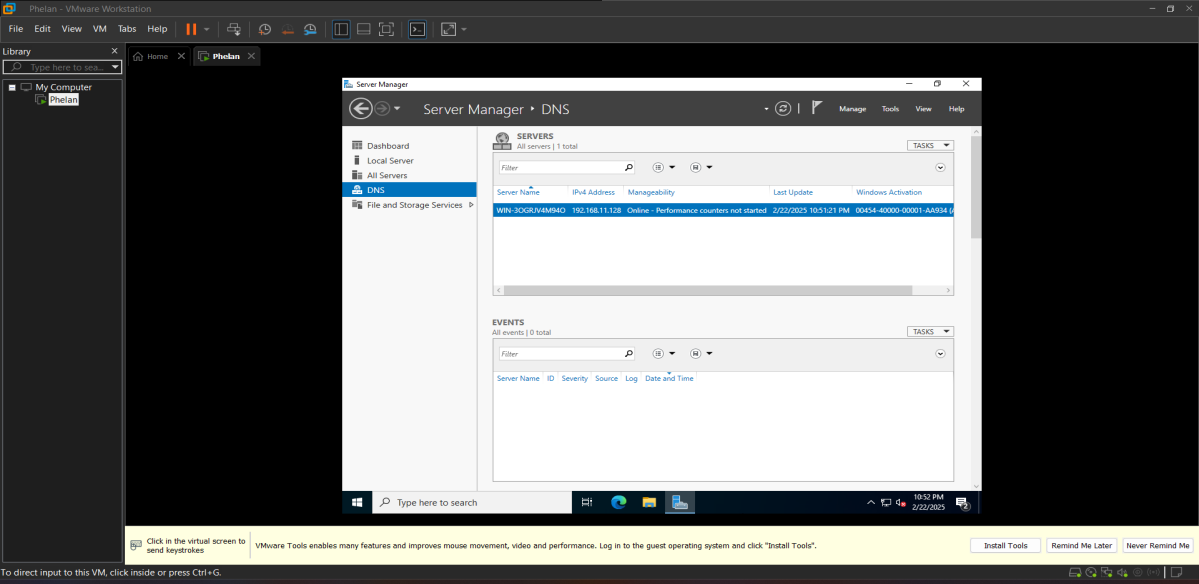 Phelan - VMware Workstation
File Edit View VM Tabs Help
Library
Type here to sea...
My Computer
Phelan
Home
Phelan
Server Manager
Server Manager DNS
Manage Tools View Help
Dashboard
Local Server
All Servers
DNS
File and Storage Services
SERVERS
All servers | 1 total
TASKS
Filter
Server Name IPv4 Address Manageability Last Update Windows Activation
WIN-3OGRJV4M94O 192.168.11.128 Online - Performance counters not started 2/22/2025 10:51:21 PM 00454-40000-00001-AA934 (
EVENTS
All events | 0 total
TASKS
Filter
Server Name ID Severity Source Log Date and Time
Type here to search
10:52 PM
2/22/2025
2
Click in the virtual screen to
send keystrokes
VMware Tools enables many features and improves mouse movement, video and performance. Log in to the guest operating system and click "Install Tools".
Install Tools
Remind Me Later
Never Remind Me
To direct input to this VM, click inside or press Ctrl+G.